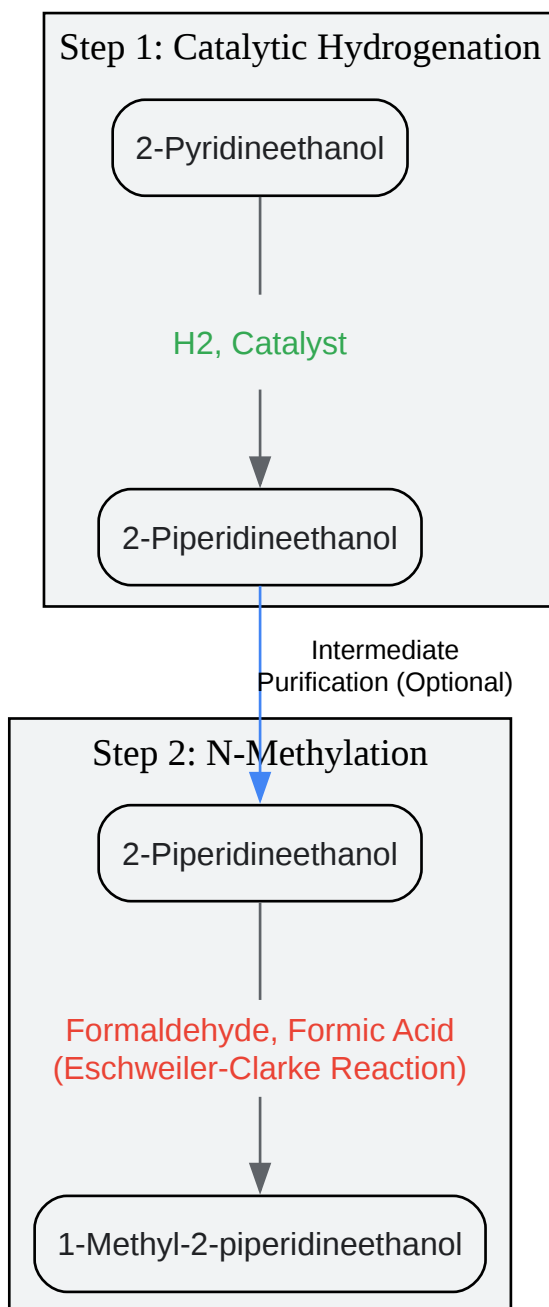 Step 1: Catalytic Hydrogenation
2-Pyridineethanol
H2, Catalyst
2-Piperidineethanol
Intermediate
Purification (Optional)
Step 2: N-Methylation
2-Piperidineethanol
Formaldehyde, Formic Acid
(Eschweiler-Clarke Reaction)
1-Methyl-2-piperidineethanol